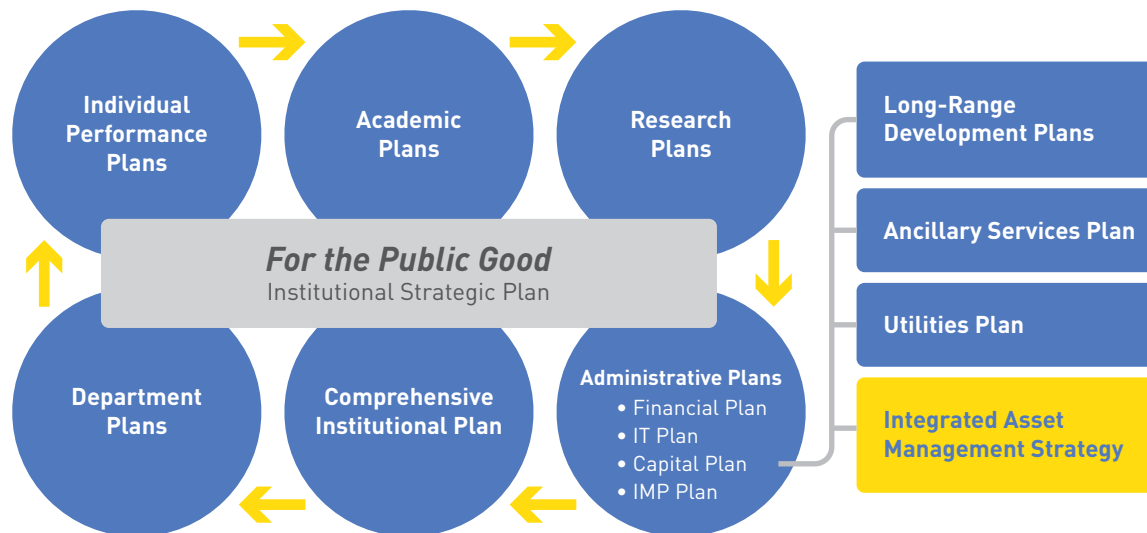 Individual
Performance
Plans
Academic
Plans
Research
Plans
For the Public Good
Institutional Strategic Plan
Department
Plans
Comprehensive
Institutional Plan
Administrative Plans
• Financial Plan
• IT Plan
• Capital Plan
• IMP Plan
Long-Range
Development Plans
Ancillary Services Plan
Utilities Plan
Integrated Asset
Management Strategy